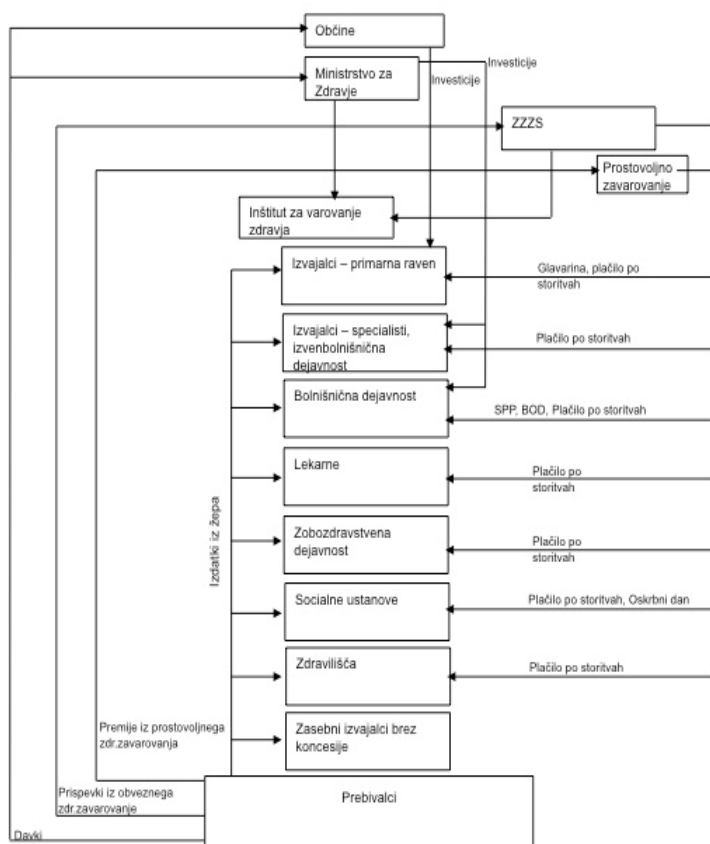 Občine
Investicije
Ministrstvo za
Zdravje
Investicije
ZZZS
Prostovoljno
zavarovanje
Inštitut za varovanje
zdravja
Izvajalci – primarna raven
Glavarina, plačilo po
storitvah
Izvajalci – specialisti,
izvenbolnišnična
dejavnost
Plačilo po storitvah
Bolnišnična dejavnost
SPP, BOD, Plačilo po storitvah
Lekarne
Plačilo po
storitvah
Izdatki iz žepa
Zobozdravstvena
dejavnost
Plačilo po
storitvah
Socialne ustanove
Plačilo po storitvah, Oskrbni dan
Zdravilišča
Plačilo po storitvah
Premije iz prostovoljnega
zdr.zavarovanja
Zasebni izvajalci brez
koncesije
Prispevki iz obveznega
zdr.zavarovanje
Prebivalci
Davki